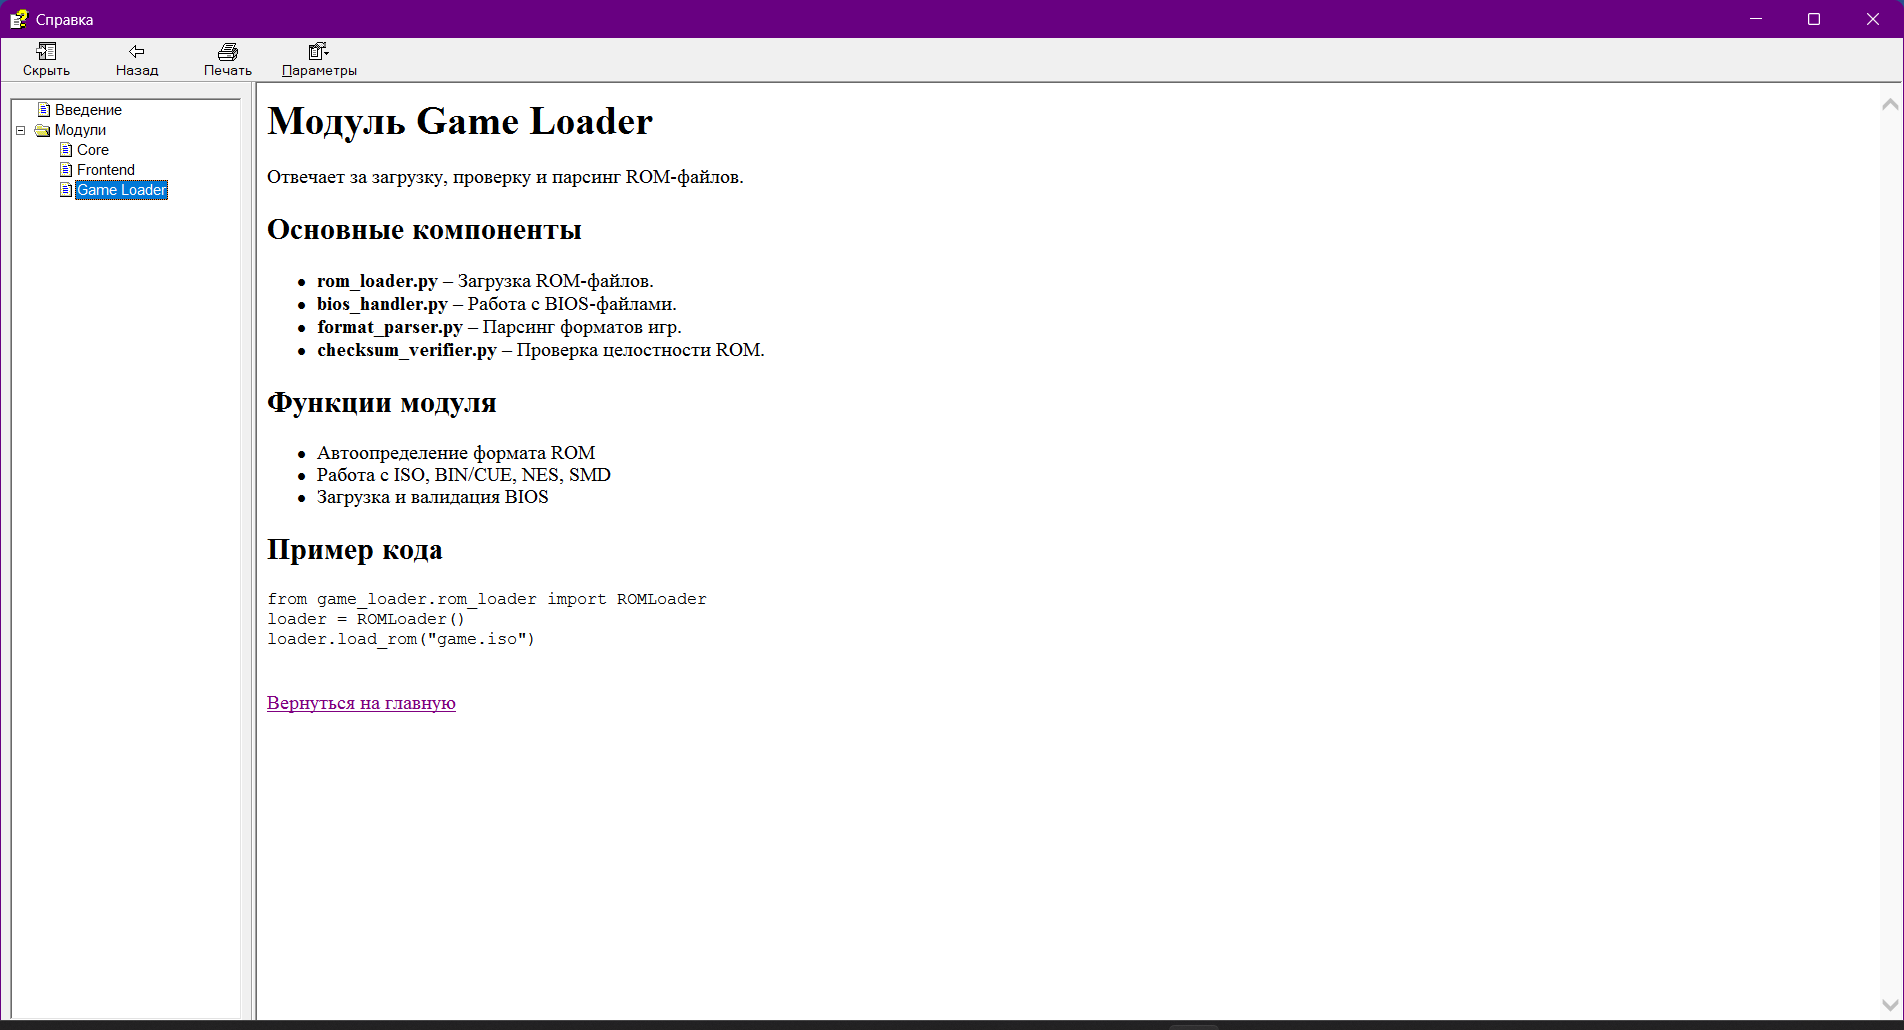 Справка
Скрыть
Назад
Печать
Параметры
Введение
Модули
Core
Frontend
Game Loader
Модуль Game Loader
Отвечает за загрузку, проверку и парсинг ROM-файлов.
Основные компоненты
rom_loader.py – Загрузка ROM-файлов.
bios_handler.py – Работа с BIOS-файлами.
format_parser.py – Парсинг форматов игр.
checksum_verifier.py – Проверка целостности ROM.
Функции модуля
Автоопределение формата ROM
Работа с ISO, BIN/CUE, NES, SMD
Загрузка и валидация BIOS
Пример кода
from game_loader.rom_loader import ROMLoader
loader = ROMLoader()
loader.load_rom("game.iso")
Вернуться на главную